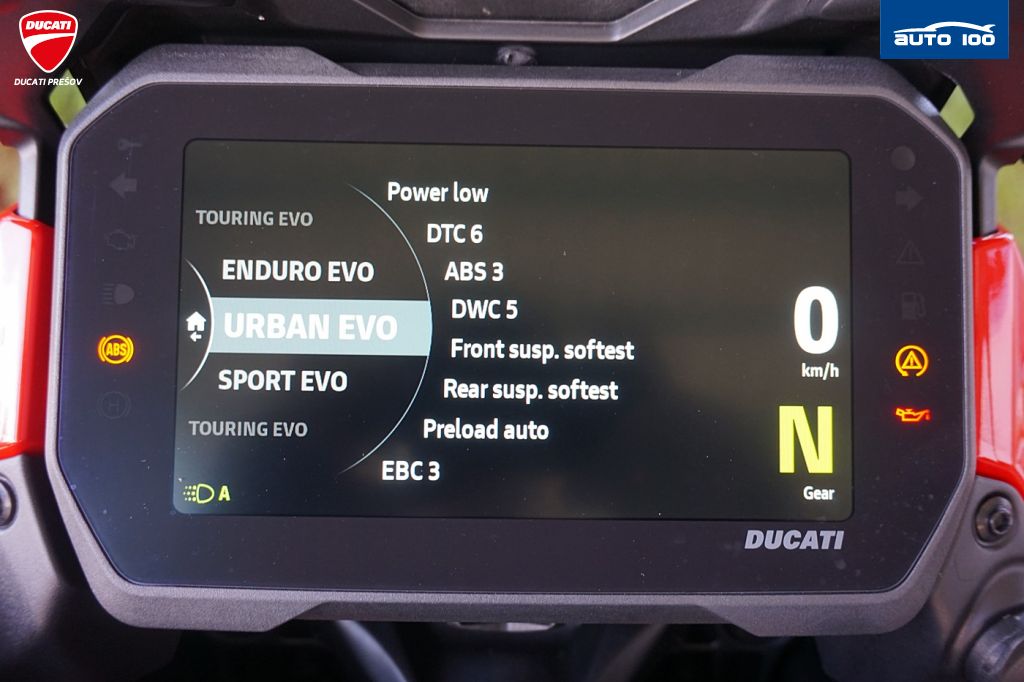 DUCATI
DUCATI PREŠOV
AUTO 100
TOURING EVO
ENDURO EVO
URBAN EVO
SPORT EVO
TOURING EVO
Power low
DTC 6
ABS 3
DWC 5
Front susp. softest
Rear susp. softest
Preload auto
EBC 3
0
km/h
N
Gear
ABS
H
A
DUCATI